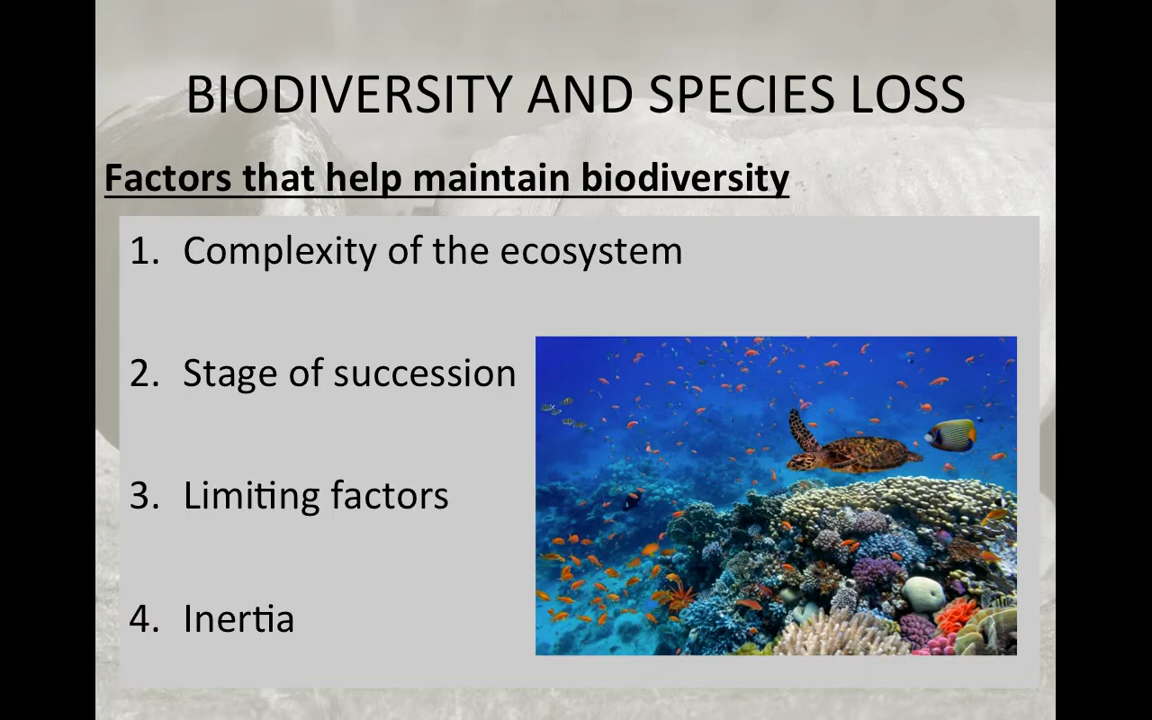 BIODIVERSITY AND SPECIES LOSS
Factors that help maintain biodiversity
1. Complexity of the ecosystem
2. Stage of succession
3. Limiting factors
4. Inertia